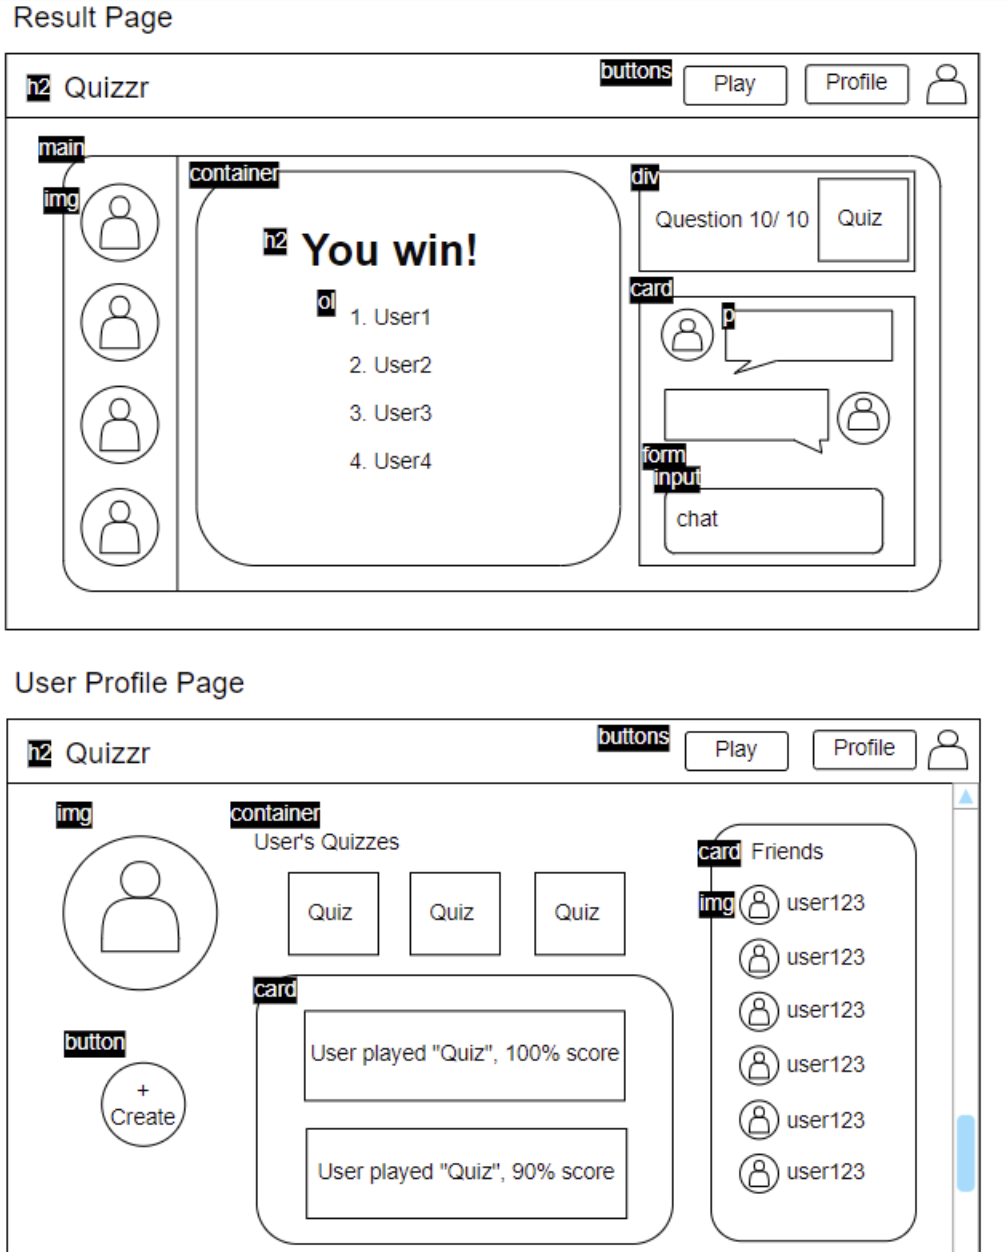 Result Page
h2 Quizzr
buttons
Play
Profile
main
img
container
h2 You win!
ol
1. User1
2. User2
3. User3
4. User4
div
Question 10/ 10
Quiz
card
p
form
input
chat
User Profile Page
h2 Quizzr
buttons
Play
Profile
img
button
+
Create
container
User's Quizzes
Quiz
Quiz
Quiz
card
User played "Quiz", 100% score
User played "Quiz", 90% score
card Friends
img user123
user123
user123
user123
user123
user123